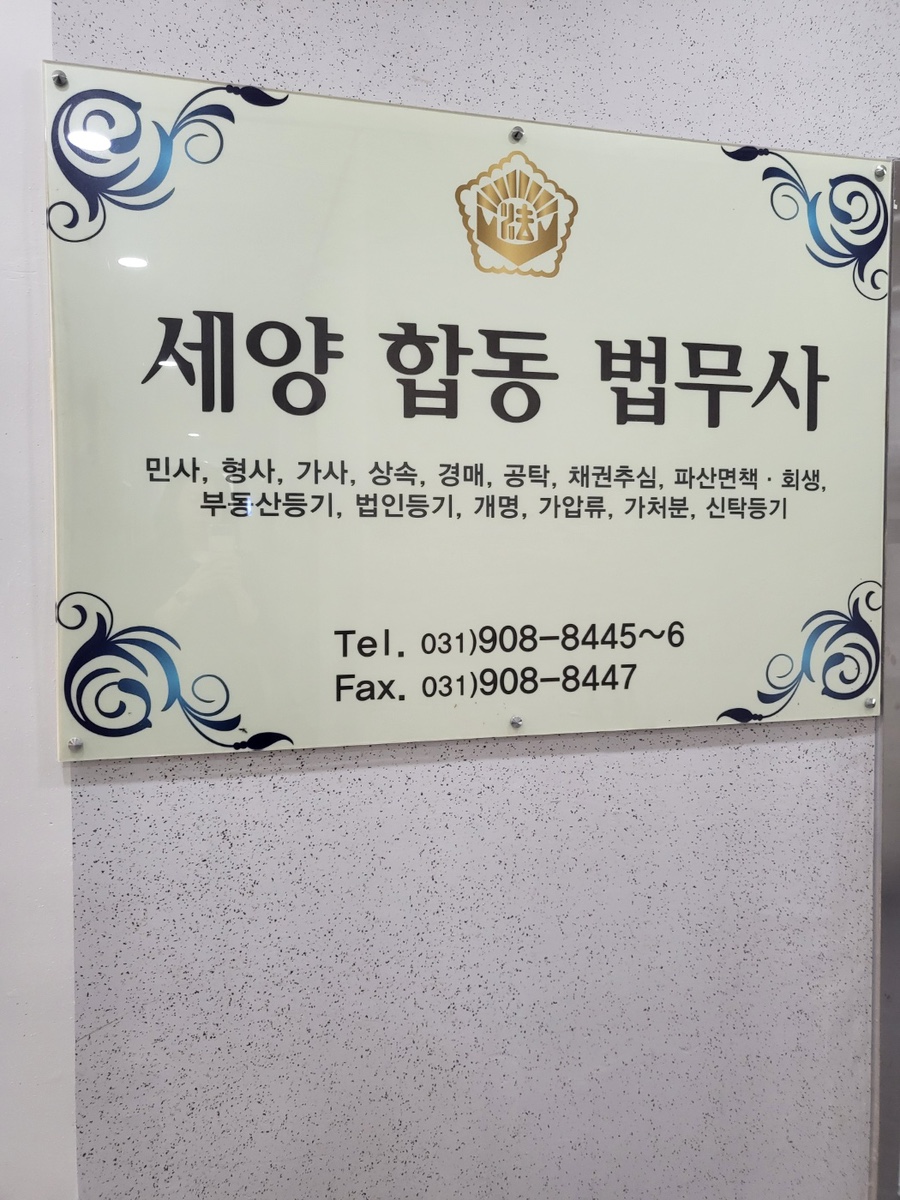 法
세양 합동 법무사
민사, 형사, 가사, 상속, 경매, 공탁, 채권추심, 파산면책 · 회생,
부동산등기, 법인등기, 개명, 가압류, 가처분, 신탁등기
Tel. 031)908-8445~6
Fax. 031)908-8447